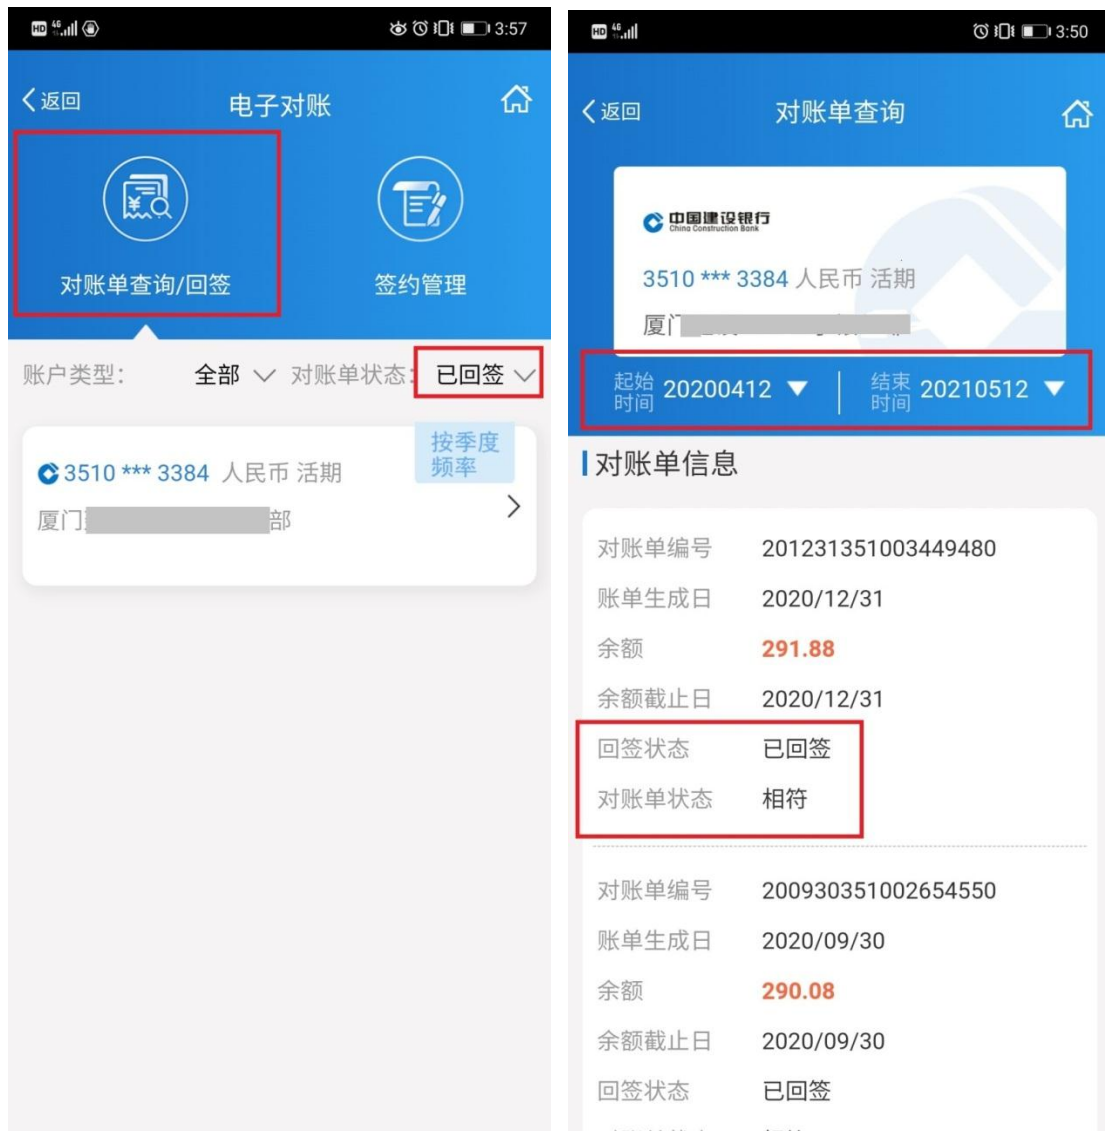 HD 4G 3:57
返回 电子对账
对账单查询/回签 签约管理
账户类型： 全部 对账单状态： 已回签
按季度
频率
3510 *** 3384 人民币 活期
厦门 部
HD 4G 3:50
返回 对账单查询
中国建设银行
China Construction Bank
3510 *** 3384 人民币 活期
厦门
起始
时间 20200412 结束
时间 20210512
对账单信息
对账单编号 201231351003449480
账单生成日 2020/12/31
余额 291.88
余额截止日 2020/12/31
回签状态 已回签
对账单状态 相符
对账单编号 200930351002654550
账单生成日 2020/09/30
余额 290.08
余额截止日 2020/09/30
回签状态 已回签